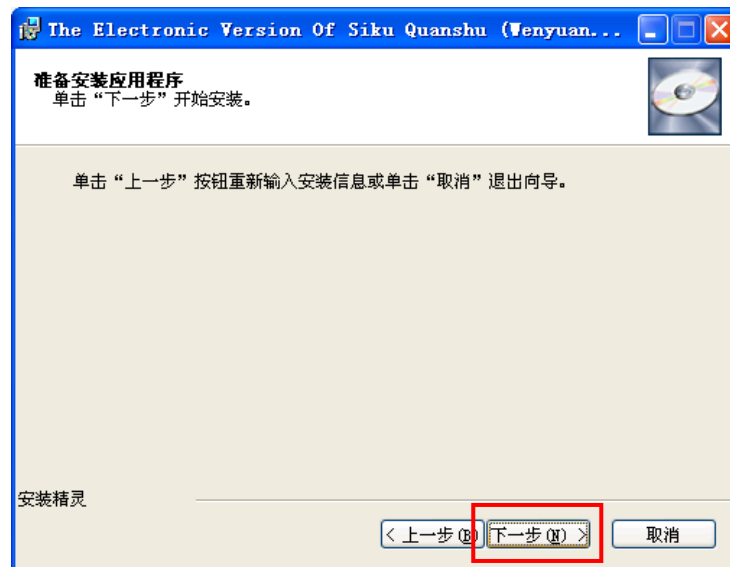 The Electronic Version Of Siku Quanshu (Wenyuan...
准备安装应用程序
单击“下一步”开始安装。
单击“上一步”按钮重新输入安装信息或单击“取消”退出向导。
安装精灵
< 上一步(B) 下一步(N) > 取消